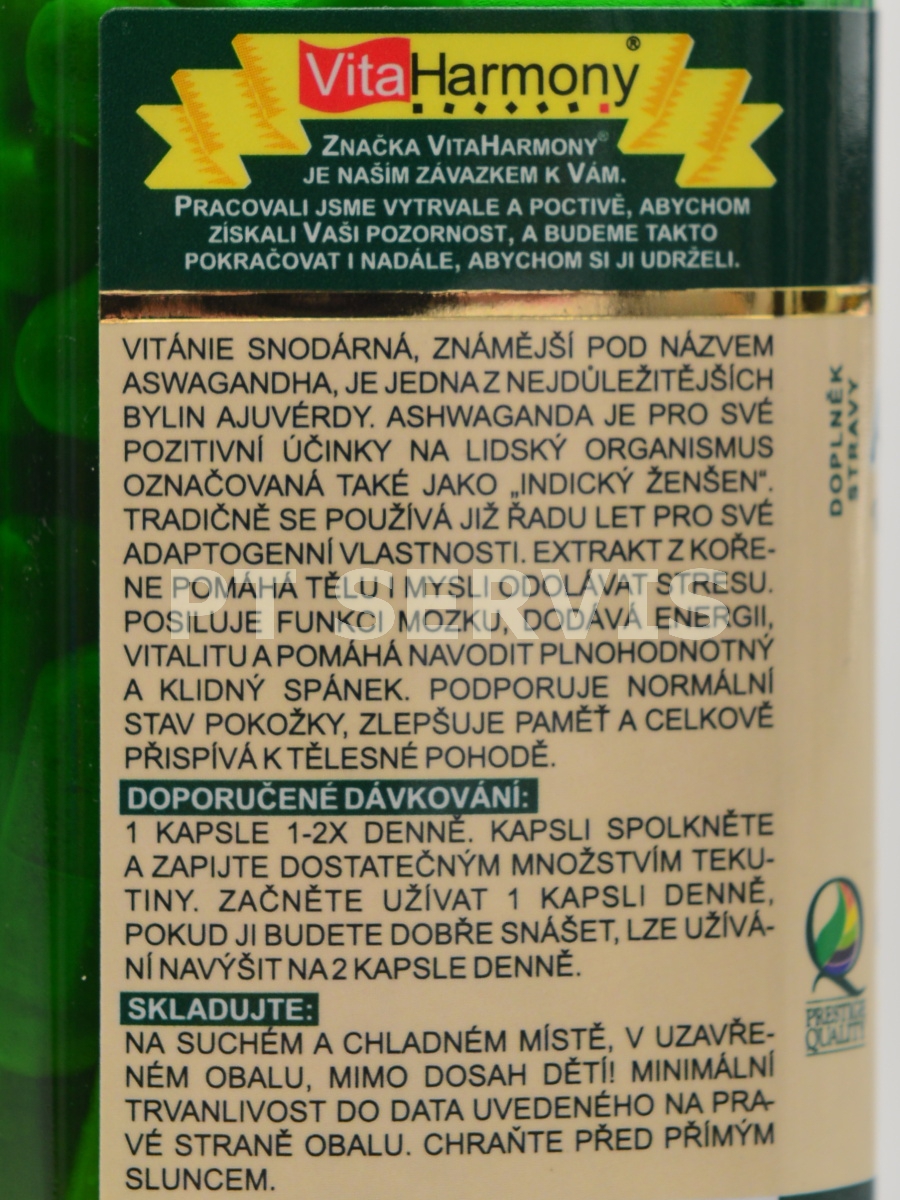 VitaHarmony®
ZNAČKA VITAHARMONY®
JE NAŠÍM ZÁVAZKEM K VÁM.
PRACOVALI JSME VYTRVALE A POCTIVĚ, ABYCHOM
ZÍSKALI VAŠI POZORNOST, A BUDEME TAKTO
POKRAČOVAT I NADÁLE, ABYCHOM SI JI UDRŽELI.
VITÁNIE SNODÁRNÁ, ZNÁMĚJŠÍ POD NÁZVEM
ASWAGANDHA, JE JEDNA Z NEJDŮLEŽITĚJŠÍCH
BYLIN AJUVÉRDY. ASHWAGANDA JE PRO SVÉ
POZITIVNÍ ÚČINKY NA LIDSKÝ ORGANISMUS
OZNAČOVANÁ TAKÉ JAKO „INDICKÝ ŽENŠEN“.
TRADIČNĚ SE POUŽÍVÁ JIŽ ŘADU LET PRO SVÉ
ADAPTOGENNÍ VLASTNOSTI. EXTRAKT Z KOŘE-
NE POMÁHÁ TĚLU I MYSLI ODOLÁVAT STRESU.
POSILUJE FUNKCI MOZKU, DODÁVÁ ENERGII,
VITALITU A POMÁHÁ NAVODIT PLNOHODNOTNÝ
A KLIDNÝ SPÁNEK. PODPORUJE NORMÁLNÍ
STAV POKOŽKY, ZLEPŠUJE PAMĚŤ A CELKOVĚ
PŘISPÍVÁ K TĚLESNÉ POHODĚ.
DOPORUČENÉ DÁVKOVÁNÍ:
1 KAPSLE 1-2X DENNĚ. KAPSLI SPOLKNĚTE
A ZAPIJTE DOSTATEČNÝM MNOŽSTVÍM TEKU-
TINY. ZAČNĚTE UŽÍVAT 1 KAPSLI DENNĚ,
POKUD JI BUDETE DOBŘE SNÁŠET, LZE UŽÍVÁ-
NÍ NAVÝŠIT NA 2 KAPSLE DENNĚ.
SKLADUJTE:
NA SUCHÉM A CHLADNÉM MÍSTĚ, V UZAVŘE-
NÉM OBALU, MIMO DOSAH DĚTÍ! MINIMÁLNÍ
TRVANLIVOST DO DATA UVEDENÉHO NA PRA-
VÉ STRANĚ OBALU. CHRAŇTE PŘED PŘÍMÝM
SLUNCEM.
DOPLNĚK
STRAVY
PRESTIGE
QUALITY
PT SERVIS